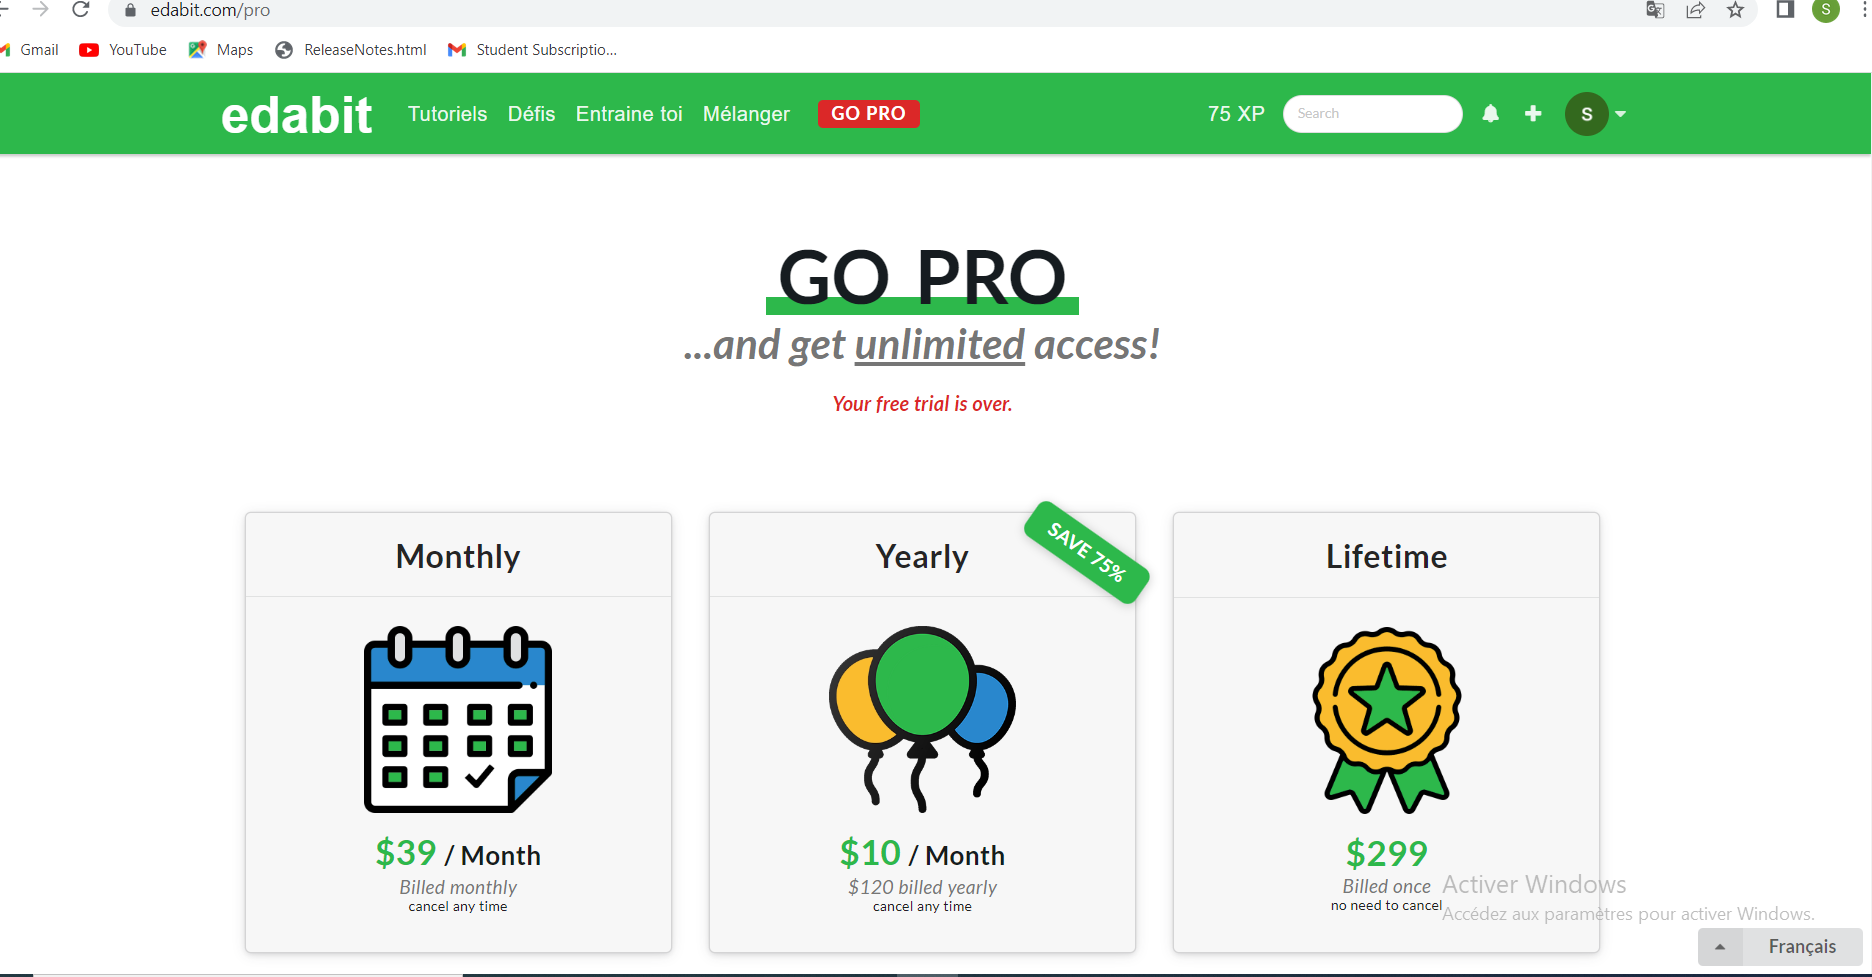 edabit.com/pro
S
Gmail YouTube Maps ReleaseNotes.html Student Subscriptio...
edabit Tutoriels Défis Entraine toi Mélanger GO PRO 75 XP Search S
GO PRO
...and get unlimited access!
Your free trial is over.
Monthly
$39 / Month
Billed monthly
cancel any time
Yearly
SAVE 75%
$10 / Month
$120 billed yearly
cancel any time
Lifetime
$299
Billed once
no need to cancel
Activer Windows
Accédez aux paramètres pour activer Windows.
Français